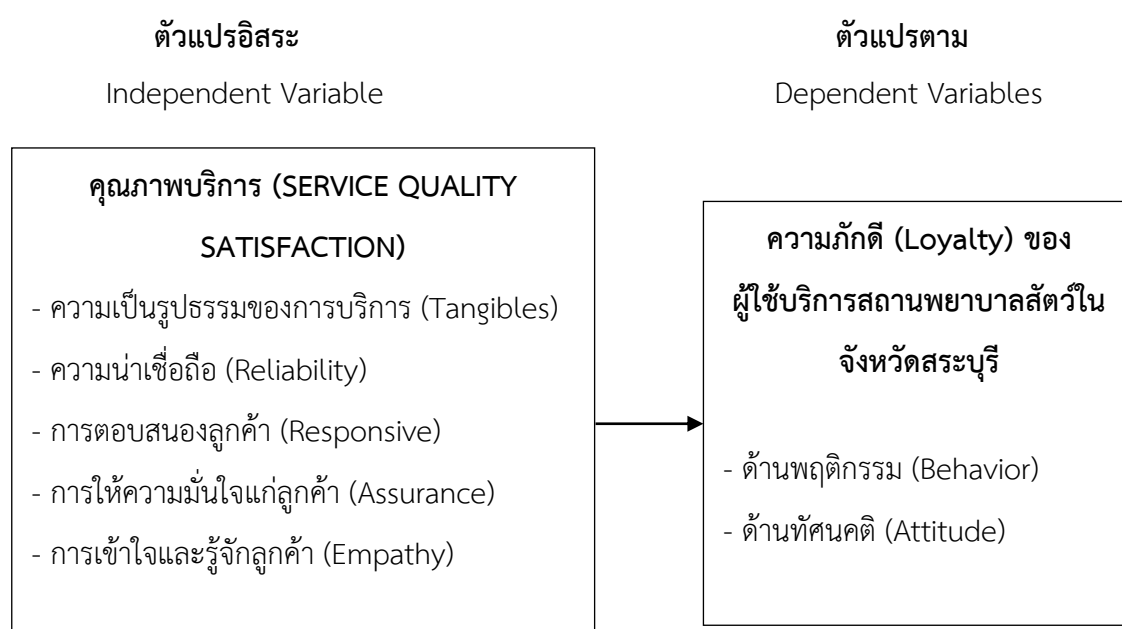 ตัวแปรอิสระ
Independent Variable
ตัวแปรตาม
Dependent Variables
คุณภาพบริการ (SERVICE QUALITY
SATISFACTION)
- ความเป็นรูปธรรมของการบริการ (Tangibles)
- ความน่าเชื่อถือ (Reliability)
- การตอบสนองลูกค้า (Responsive)
- การให้ความมั่นใจแก่ลูกค้า (Assurance)
- การเข้าใจและรู้จักลูกค้า (Empathy)
ความภักดี (Loyalty) ของ
ผู้ใช้บริการสถานพยาบาลสัตว์ใน
จังหวัดสระบุรี
- ด้านพฤติกรรม (Behavior)
- ด้านทัศนคติ (Attitude)